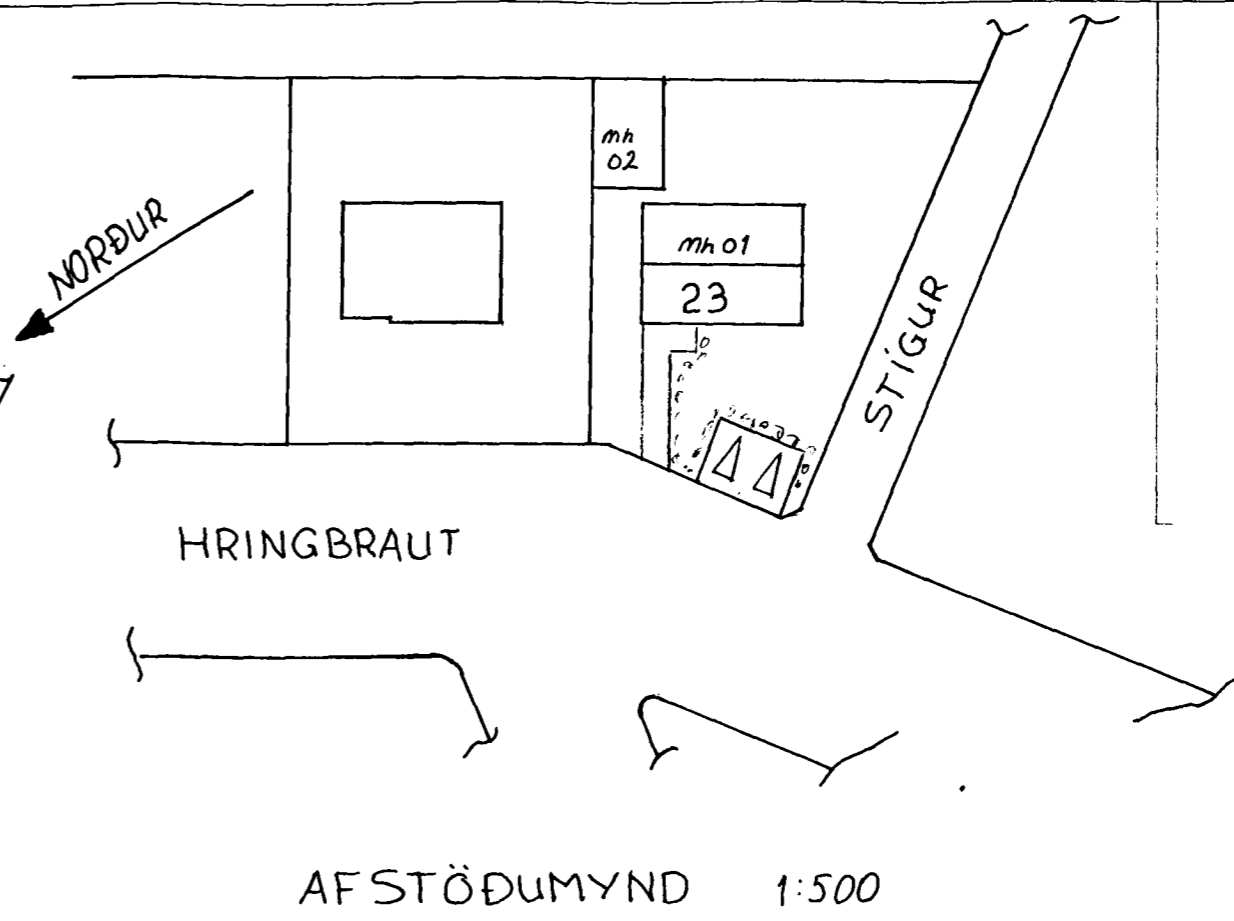 mh
02
NORÐUR
mh 01
23
STÍGUR
HRINGBRAUT
AFSTÖÐUMYND 1:500